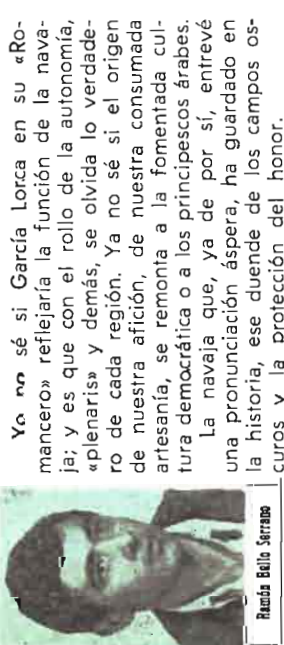 Yo no sé si García Lorca en su «Ro-
mancero» reflejaría la función de la nava-
ja; y es que con el rollo de la autonomía,
«plenaris» y demás, se olvida lo verdade-
ro de cada región. Ya no sé si el origen
de nuestra afición, de nuestra consumada
artesanía, se remonta a la fomentada cul-
tura democrática o a los principescos árabes.
La navaja que, ya de por sí, entrevé
una pronunciación áspera, ha guardado en
la historia, ese duende de los campos os-
curos y la protección del honor.
Ramón Bello Serrano